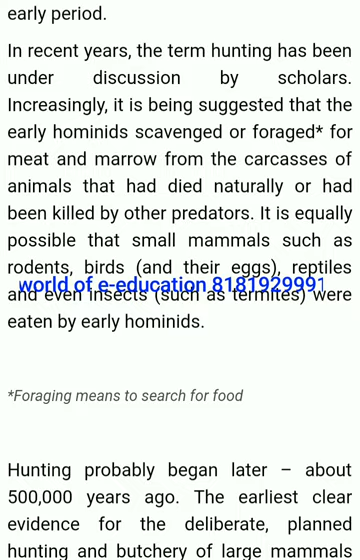 early period.
In recent years, the term hunting has been
under discussion by scholars.
Increasingly, it is being suggested that the
early hominids scavenged or foraged* for
meat and marrow from the carcasses of
animals that had died naturally or had
been killed by other predators. It is equally
possible that small mammals such as
rodents, birds (and their eggs), reptiles
world of e-education 8181929991
and even insects (such as termites) were
eaten by early hominids.
*Foraging means to search for food
Hunting probably began later – about
500,000 years ago. The earliest clear
evidence for the deliberate, planned
hunting and butchery of large mammals